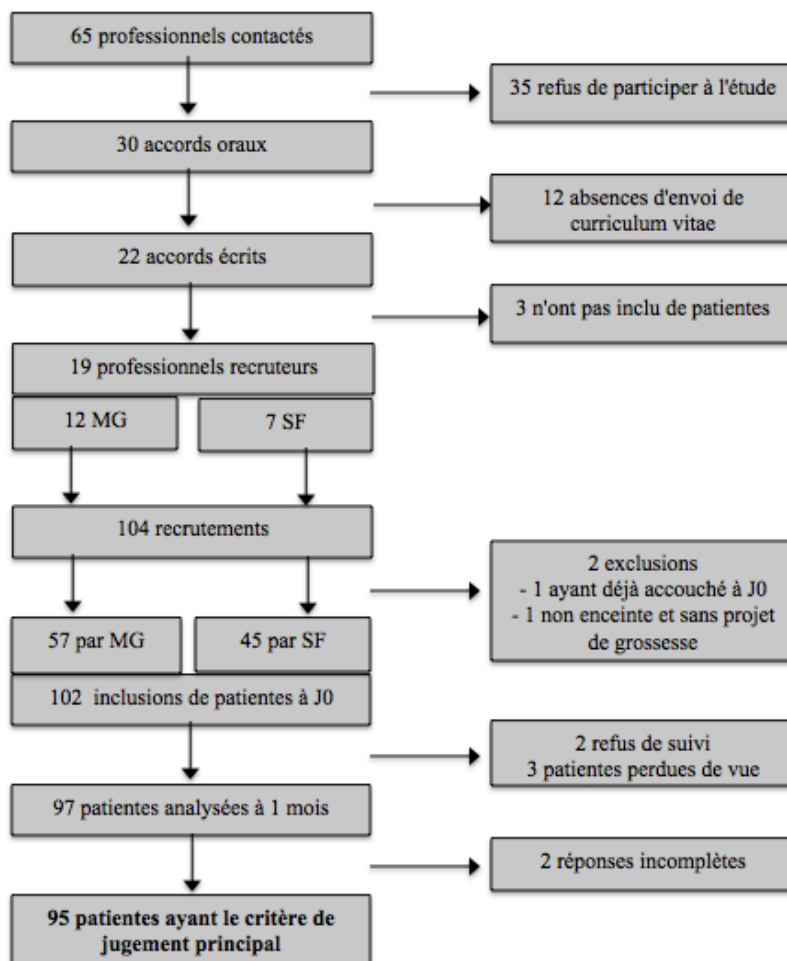 65 professionnels contactés
35 refus de participer à l'étude
30 accords oraux
12 absences d'envoi de
curriculum vitae
22 accords écrits
3 n'ont pas inclu de patientes
19 professionnels recruteurs
12 MG
7 SF
104 recrutements
2 exclusions
- 1 ayant déjà accouché à J0
- 1 non enceinte et sans projet
de grossesse
57 par MG
45 par SF
102 inclusions de patientes à J0
2 refus de suivi
3 patientes perdues de vue
97 patientes analysées à 1 mois
2 réponses incomplètes
95 patientes ayant le critère de
jugement principal